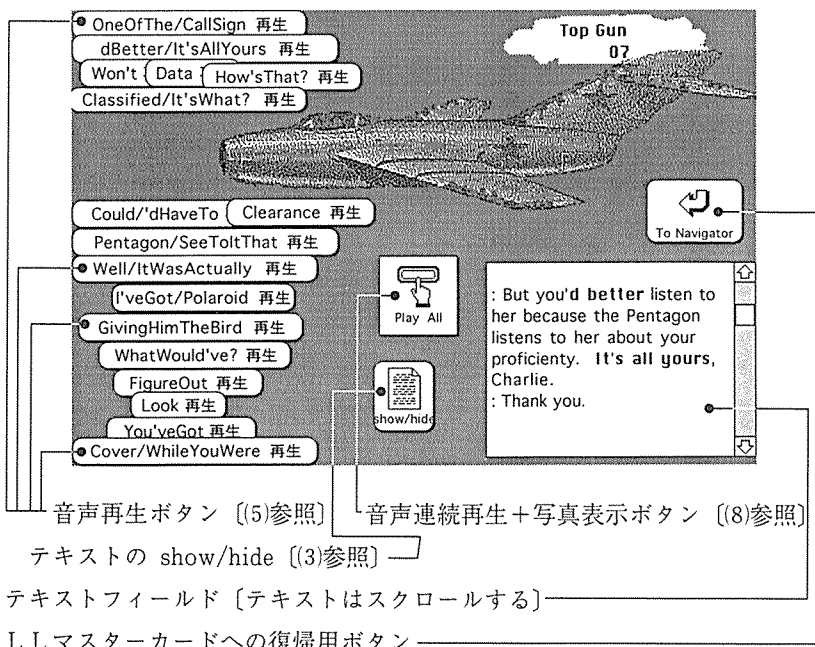 OneOfThe/CallSign 再生
dBetter/It'sAllYours 再生
Won't
Data
How'sThat? 再生
Classified/It'sWhat? 再生
Top Gun
07
Could/'dHaveTo
Clearance 再生
Pentagon/SeeToItThat 再生
Well/ItWasActually 再生
I'veGot/Polaroid 再生
GivingHimTheBird 再生
WhatWould've? 再生
FigureOut 再生
Look 再生
You'veGot 再生
Cover/WhileYouWere 再生
To Navigator
Play All
show/hide
: But you'd better listen to
her because the Pentagon
listens to her about your
proficienty. It's all yours,
Charlie.
: Thank you.
音声再生ボタン〔(5)参照〕
音声連続再生+写真表示ボタン〔(8)参照〕
テキストの show/hide〔(3)参照〕
テキストフィールド〔テキストはスクロールする〕
LLマスターカードへの復帰用ボタン